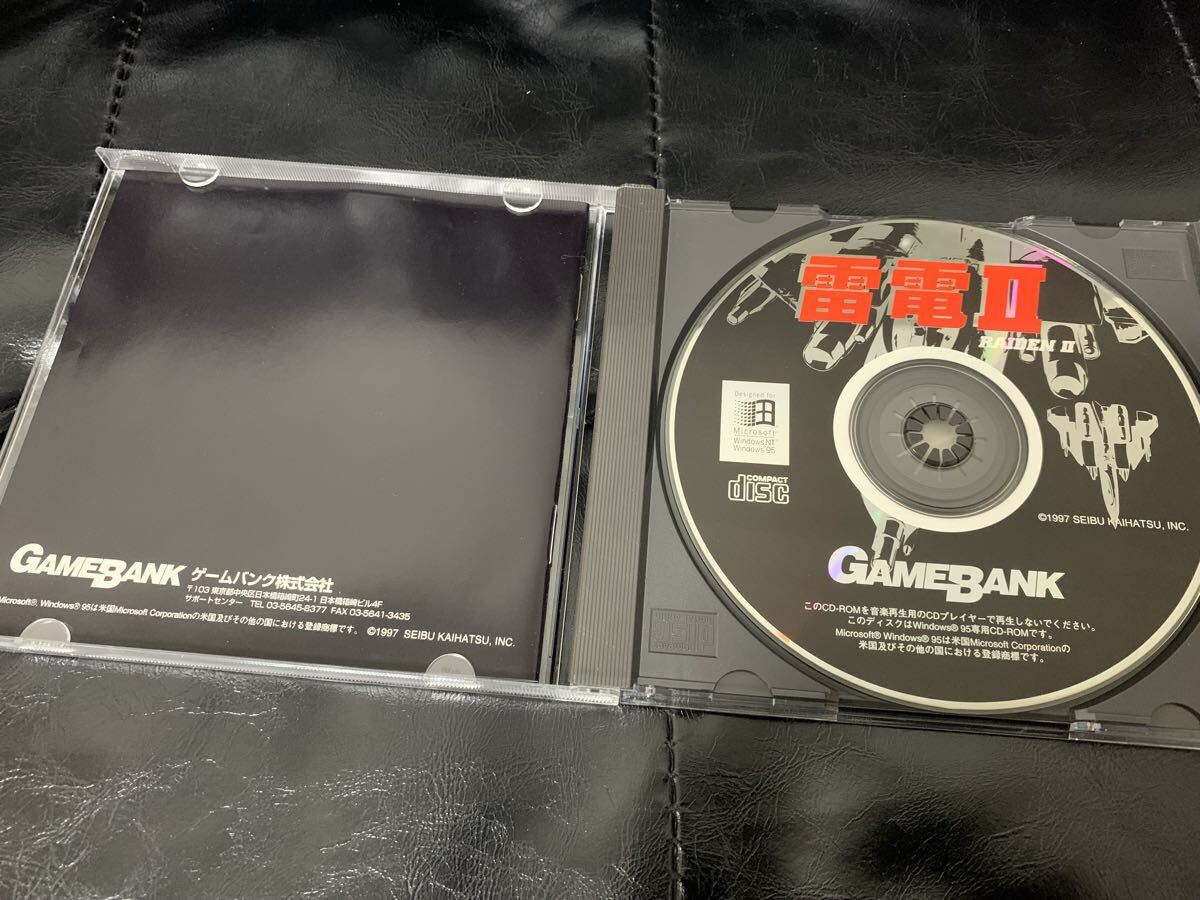 GAMEBANK ゲームバンク株式会社
〒103 東京都中央区日本橋箱崎町24-1 日本橋箱崎ビル4F
サポートセンター TEL 03-5645-8377 FAX 03-5641-3435
Microsoft®, Windows® 95は米国Microsoft Corporationの米国及びその他の国における登録商標です。 ©1997 SEIBU KAIHATSU, INC.
雷電II
RAIDEN II
Designed for
Microsoft®
Windows NT®
Windows®95
COMPACT
disc
©1997 SEIBU KAIHATSU, INC.
GAMEBANK
このCD-ROMを音楽再生用のCDプレイヤーで再生しないでください。
このディスクはWindows® 95専用CD-ROMです。
Microsoft® Windows® 95は米国Microsoft Corporationの
米国及びその他の国における登録商標です。